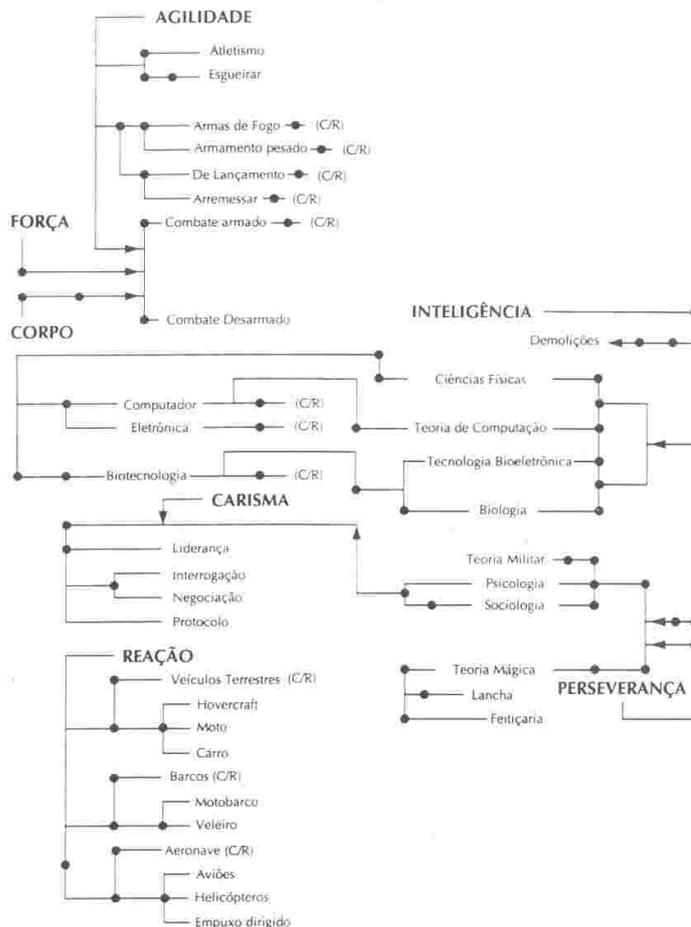 AGILIDADE
Atletismo
Esgueirar
Armas de Fogo (C/R)
Armamento pesado (C/R)
De Lançamento (C/R)
Arremessar (C/R)
FORÇA
Combate armado (C/R)
Combate Desarmado
CORPO
INTELIGÊNCIA
Demolições
Ciências Físicas
Computador (C/R)
Eletrônica (C/R)
Teoria de Computação
Tecnologia Bioeletrônica
Biotecnologia (C/R)
Biologia
CARISMA
Liderança
Interrogação
Negociação
Protocolo
Teoria Militar
Psicologia
Sociologia
REAÇÃO
Teoria Mágica
PERSEVERANÇA
Lancha
Feitiçaria
Veículos Terrestres (C/R)
Hovercraft
Moto
Carro
Barcos (C/R)
Motobarco
Veleiro
Aeronave (C/R)
Aviões
Helicópteros
Empuxo dirigido